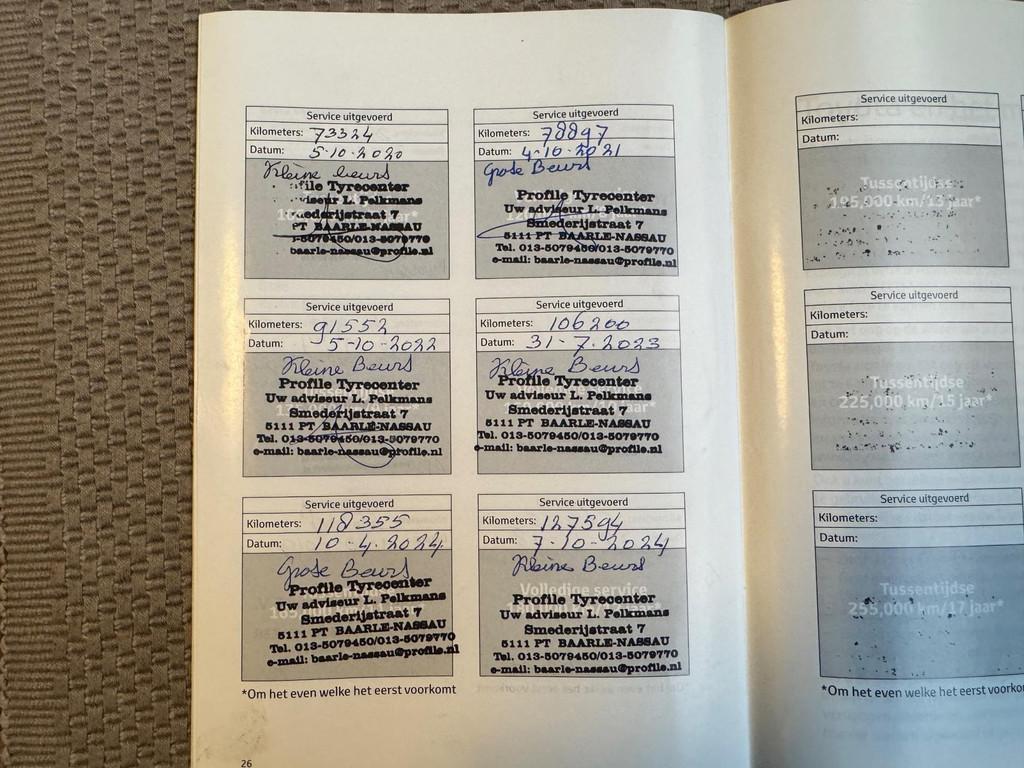 Service uitgevoerd
Kilometers: 73324
Datum: 5-10-2020
Kleine beurs
file Tyrecenter
viseur L. Pelkmans
mederijstraat 7
PT BAARLE-NASSAU
-5079450/013-5079770
baarle-nassau@profile.nl
Service uitgevoerd
Kilometers: 78897
Datum: 4-10-2021
Grote Beurs
Profile Tyrecenter
Uw adviseur L. Pelkmans
Smederijstraat 7
5111 PT BAARLE-NASSAU
Tel. 013-5079450/013-5079770
e-mail: baarle-nassau@profile.nl
Service uitgevoerd
Kilometers: 91552
Datum: 5-10-2022
Kleine Beurs
Profile Tyrecenter
Uw adviseur L. Pelkmans
Smederijstraat 7
5111 PT BAARLE-NASSAU
Tel. 013-5079450/013-5079770
e-mail: baarle-nassau@profile.nl
Service uitgevoerd
Kilometers: 106200
Datum: 31-7-2023
Kleine Beurs
Profile Tyrecenter
Uw adviseur L. Pelkmans
Smederijstraat 7
5111 PT BAARLE-NASSAU
Tel. 013-5079450/013-5079770
e-mail: baarle-nassau@profile.nl
Service uitgevoerd
Kilometers: 118355
Datum: 10-4-2024
Grote Beurs
Profile Tyrecenter
Uw adviseur L. Pelkmans
Smederijstraat 7
5111 PT BAARLE-NASSAU
Tel. 013-5079450/013-5079770
e-mail: baarle-nassau@profile.nl
Service uitgevoerd
Kilometers: 127594
Datum: 7-10-2024
Kleine Beurs
Volledige service
Profile Tyrecenter
Uw adviseur L. Pelkmans
Smederijstraat 7
5111 PT BAARLE-NASSAU
Tel. 013-5079450/013-5079770
e-mail: baarle-nassau@profile.nl
*Om het even welke het eerst voorkomt
26
Service uitgevoerd
Kilometers:
Datum:
Tussentijdse
195,000 km/13 jaar*
Service uitgevoerd
Kilometers:
Datum:
Tussentijdse
225,000 km/15 jaar*
Service uitgevoerd
Kilometers:
Datum:
Tussentijdse
255,000 km/17 jaar*
*Om het even welke het eerst voorko